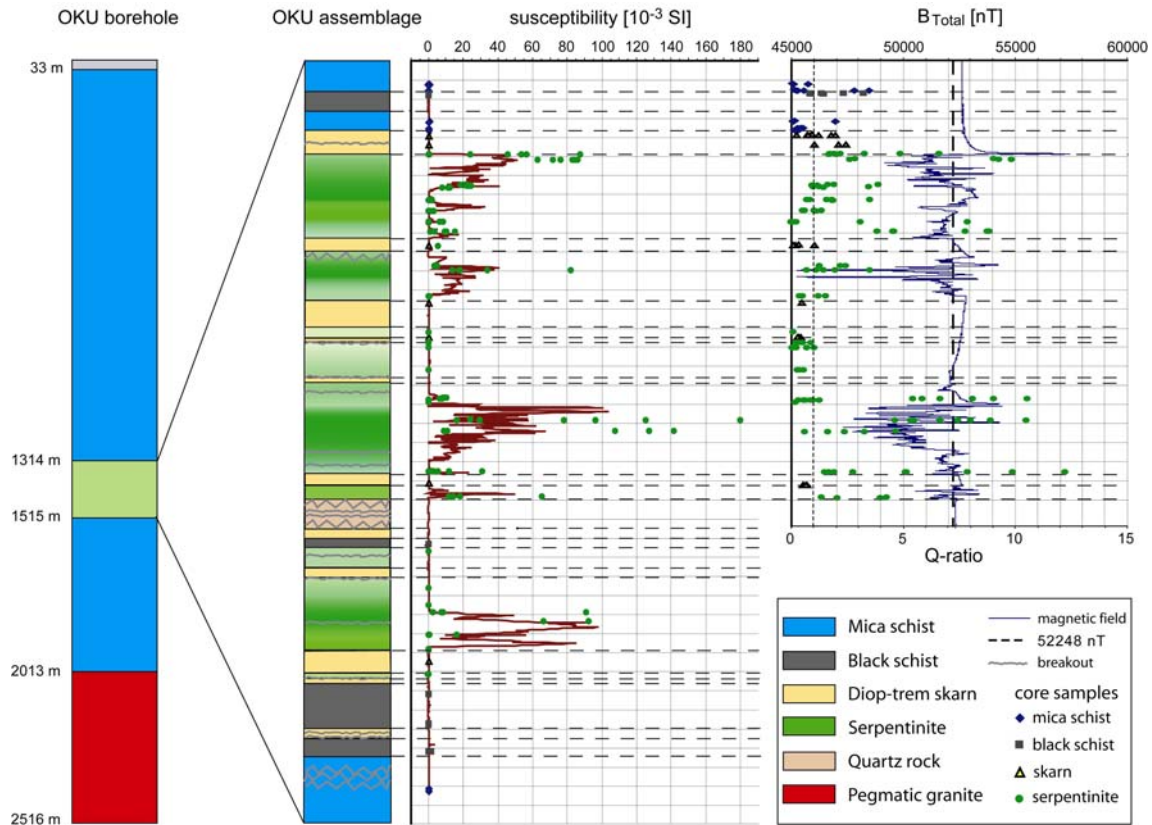 OKU borehole
OKU assemblage
susceptibility [10-3 SI]
BTotal [nT]
0 20 40 60 80 100 120 140 160 180
45000 50000 55000 60000
33 m
1314 m
1515 m
2013 m
2516 m
0 5 10 15
Q-ratio
Mica schist
Black schist
Diop-trem skarn
Serpentinite
Quartz rock
Pegmatic granite
magnetic field
52248 nT
breakout
core samples
mica schist
black schist
skarn
serpentinite